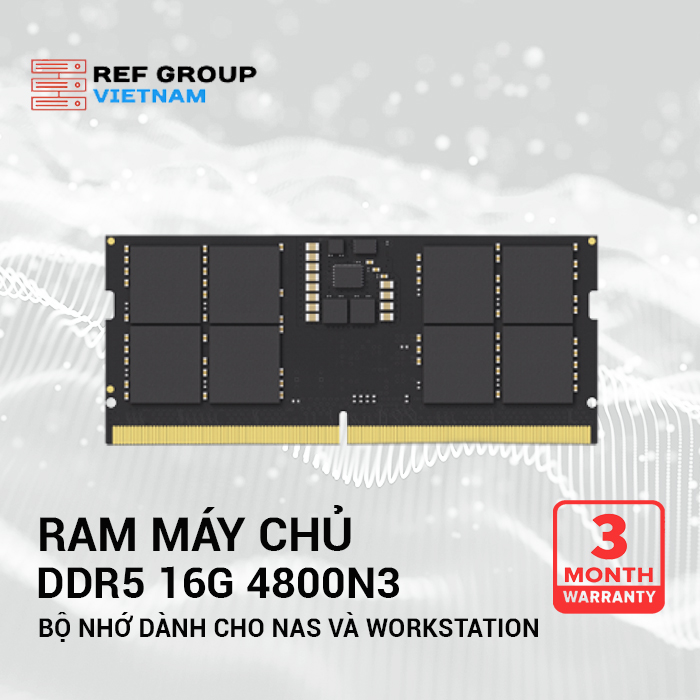 REF GROUP
VIETNAM
RAM MÁY CHỦ
DDR5 16G 4800N3
BỘ NHỚ DÀNH CHO NAS VÀ WORKSTATION
3
MONTH
WARRANTY